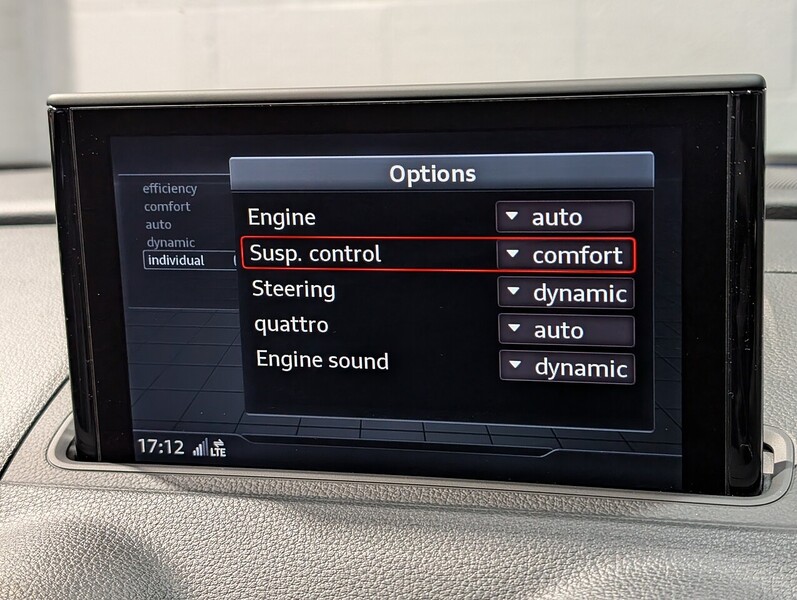 Options
efficiency
comfort
auto
dynamic
individual
Engine auto
Susp. control comfort
Steering dynamic
quattro auto
Engine sound dynamic
17:12 LTE